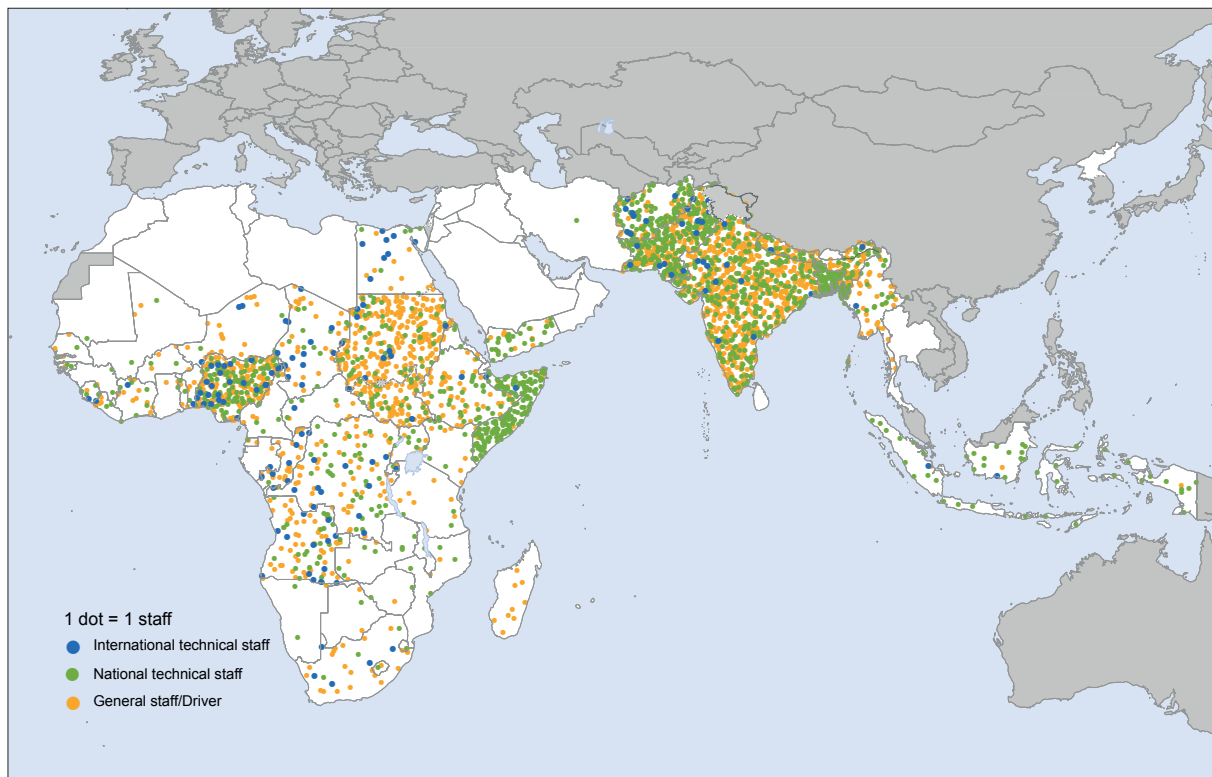 1 dot = 1 staff
International technical staff
National technical staff
General staff/Driver